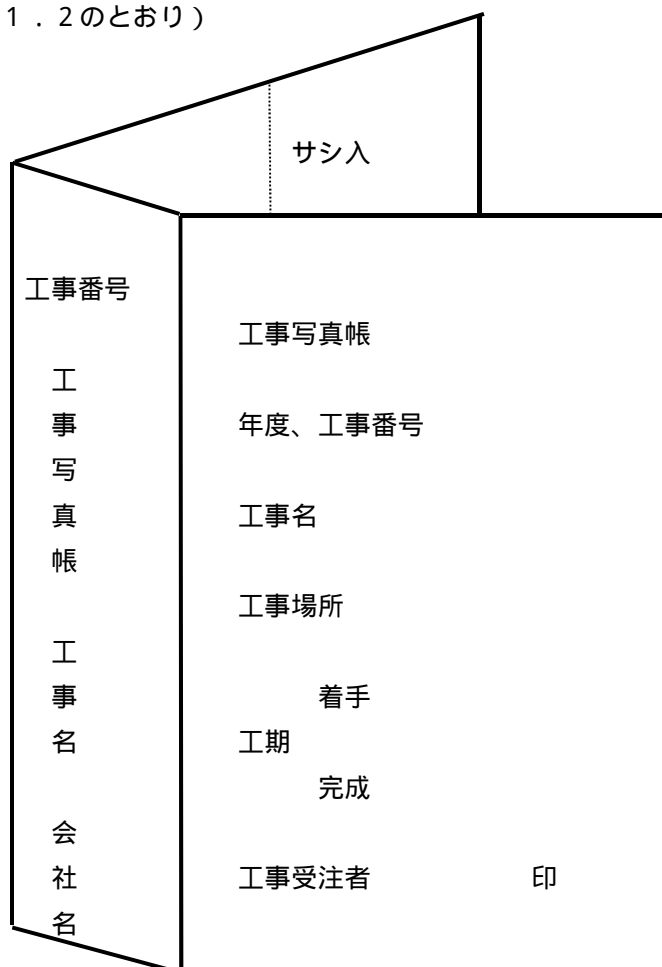 １．２のとおり）
サシ入
工事番号
工事写真帳
工事名
会社名
工事写真帳
年度、工事番号
工事名
工事場所
着手
工期
完成
工事受注者　印